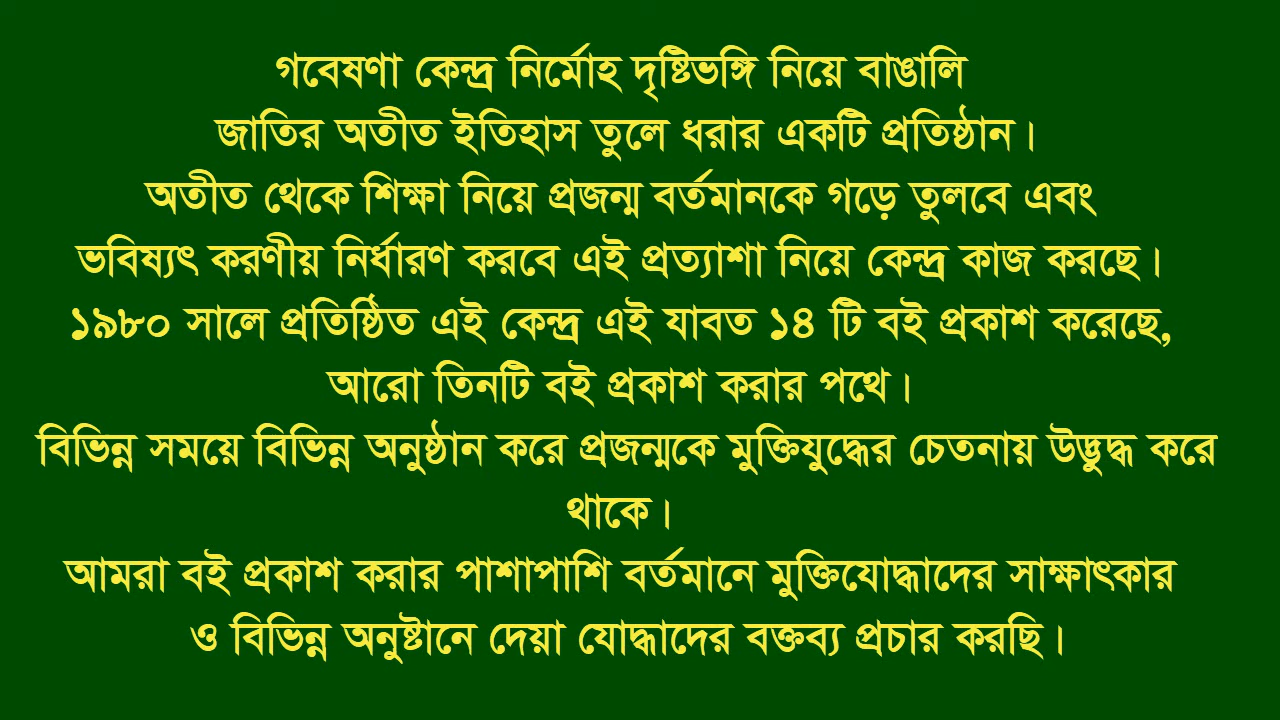 গবেষণা কেন্দ্র নির্মোহ দৃষ্টিভঙ্গি নিয়ে বাঙালি
জাতির অতীত ইতিহাস তুলে ধরার একটি প্রতিষ্ঠান।
অতীত থেকে শিক্ষা নিয়ে প্রজন্ম বর্তমানকে গড়ে তুলবে এবং
ভবিষ্যৎ করণীয় নির্ধারণ করবে এই প্রত্যাশা নিয়ে কেন্দ্র কাজ করছে।
১৯৮০ সালে প্রতিষ্ঠিত এই কেন্দ্র এই যাবত ১৪ টি বই প্রকাশ করেছে,
আরো তিনটি বই প্রকাশ করার পথে।
বিভিন্ন সময়ে বিভিন্ন অনুষ্ঠান করে প্রজন্মকে মুক্তিযুদ্ধের চেতনায় উদ্ভুদ্ধ করে
থাকে।
আমরা বই প্রকাশ করার পাশাপাশি বর্তমানে মুক্তিযোদ্ধাদের সাক্ষাৎকার
ও বিভিন্ন অনুষ্টানে দেয়া যোদ্ধাদের বক্তব্য প্রচার করছি।